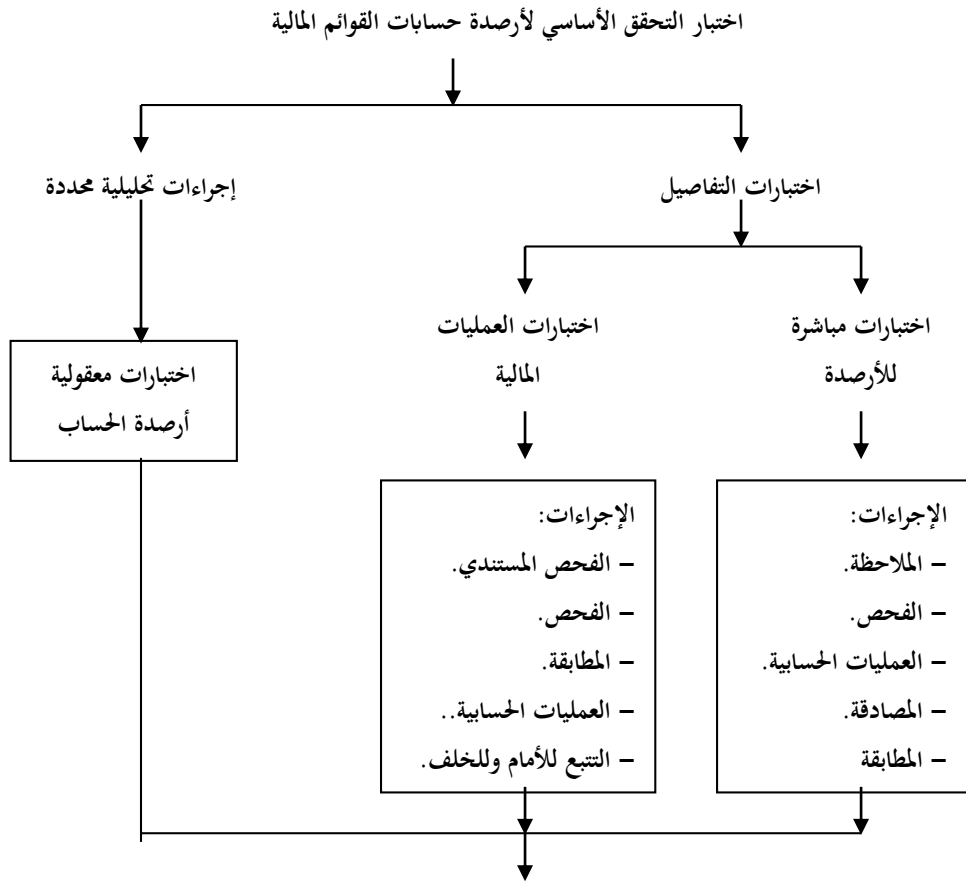 اختبار التحقق الأساسي لأرصدة حسابات القوائم المالية
اختبارات التفاصيل
إجراءات تحليلية محددة
اختبارات مباشرة
للأرصدة
اختبارات العمليات
المالية
اختبارات معقولية
أرصدة الحساب
الإجراءات:
– الملاحظة.
– الفحص.
– العمليات الحسابية.
– المصادقة.
– المطابقة
الإجراءات:
– الفحص المستندي.
– الفحص.
– المطابقة.
– العمليات الحسابية..
– التتبع للأمام وللخلف.